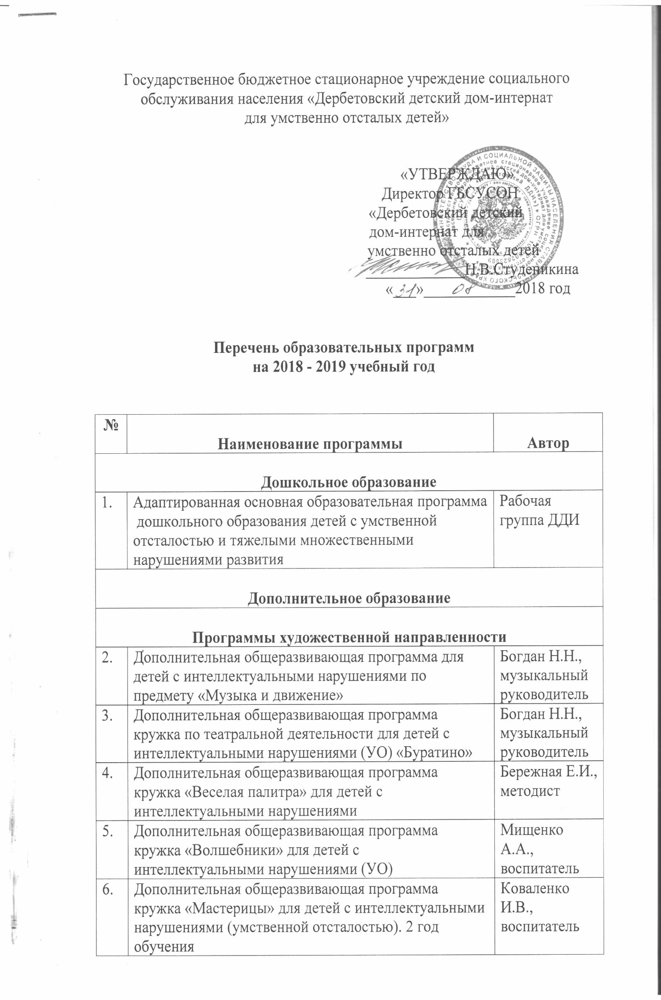 Государственное бюджетное стационарное учреждение социального
обслуживания населения «Дербетовский детский дом-интернат
для умственно отсталых детей»
«УТВЕРЖДАЮ»
Директор ГБСУСОН
«Дербетовский детский
дом-интернат для
умственно отсталых детей
Н.В.Студеникина
«31» 08 2018 год
Перечень образовательных программ
на 2018 - 2019 учебный год
№
Наименование программы
Автор
Дошкольное образование
1.
Адаптированная основная образовательная программа
дошкольного образования детей с умственной
отсталостью и тяжелыми множественными
нарушениями развития
Рабочая
группа ДДИ
Дополнительное образование
Программы художественной направленности
2.
Дополнительная общеразвивающая программа для
детей с интеллектуальными нарушениями по
предмету «Музыка и движение»
Богдан Н.Н.,
музыкальный
руководитель
3.
Дополнительная общеразвивающая программа
кружка по театральной деятельности для детей с
интеллектуальными нарушениями (УО) «Буратино»
Богдан Н.Н.,
музыкальный
руководитель
4.
Дополнительная общеразвивающая программа
кружка «Веселая палитра» для детей с
интеллектуальными нарушениями
Бережная Е.И.,
методист
5.
Дополнительная общеразвивающая программа
кружка «Волшебники» для детей с
интеллектуальными нарушениями (УО)
Мищенко
А.А.,
воспитатель
6.
Дополнительная общеразвивающая программа
кружка «Мастерицы» для детей с интеллектуальными
нарушениями (умственной отсталостью). 2 год
обучения
Коваленко
И.В.,
воспитатель